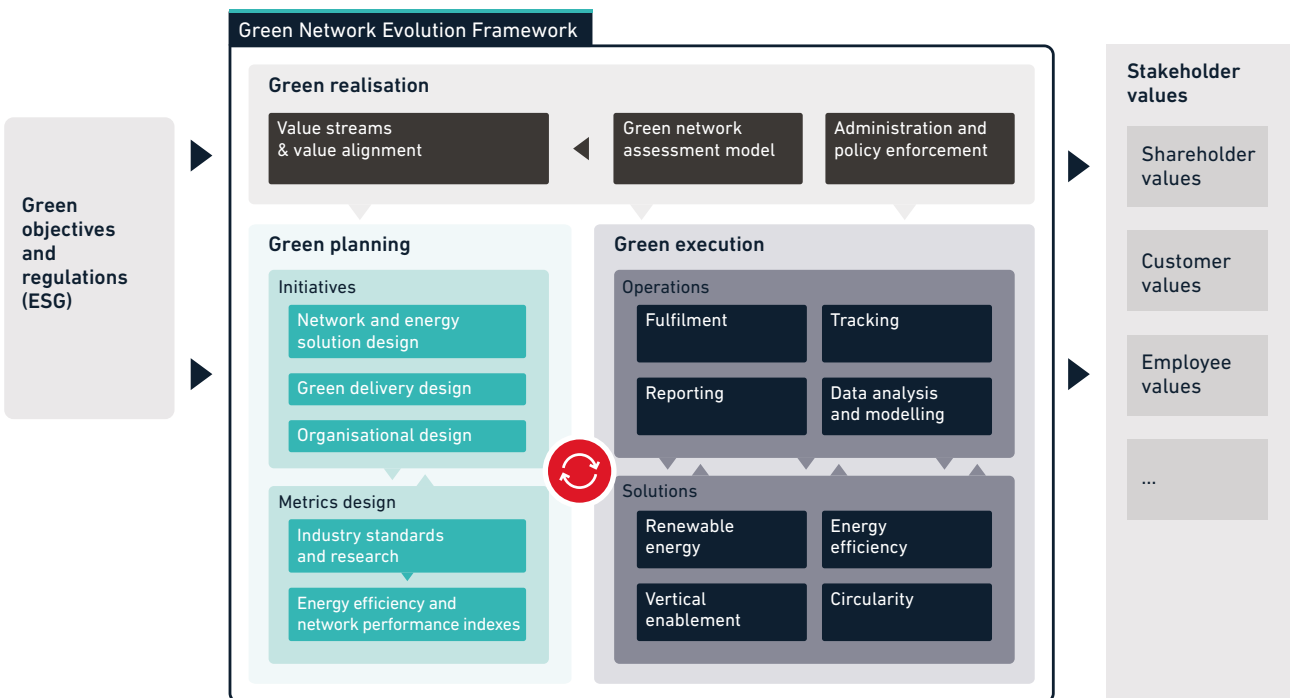 Green Network Evolution Framework
Green
objectives
and
regulations
(ESG)
Green realisation
Value streams
& value alignment
Green network
assessment model
Administration and
policy enforcement
Green planning
Initiatives
Network and energy
solution design
Green delivery design
Organisational design
Metrics design
Industry standards
and research
Energy efficiency and
network performance indexes
Green execution
Operations
Fulfilment
Tracking
Reporting
Data analysis
and modelling
Solutions
Renewable
energy
Energy
efficiency
Vertical
enablement
Circularity
Stakeholder
values
Shareholder
values
Customer
values
Employee
values
...